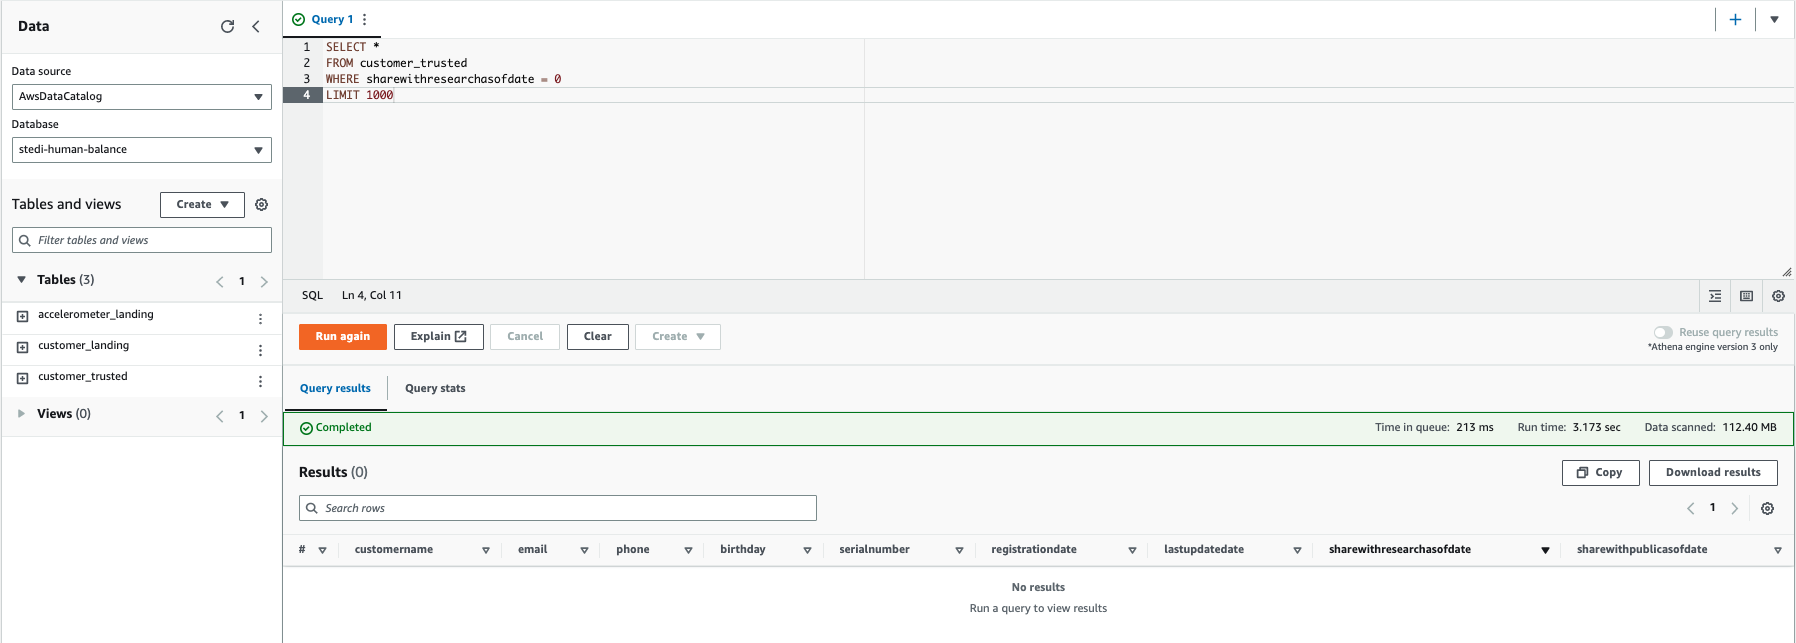 Data
Data source
AwsDataCatalog
Database
stedi-human-balance
Tables and views
Create
Filter tables and views
Tables (3)
1
accelerometer_landing
customer_landing
customer_trusted
Views (0)
1
Query 1
1 SELECT *
2 FROM customer_trusted
3 WHERE sharewithresearchasofdate = 0
4 LIMIT 1000
SQL Ln 4, Col 11
Run again Explain Cancel Clear Create
Reuse query results
*Athena engine version 3 only
Query results Query stats
Completed Time in queue: 213 ms Run time: 3.173 sec Data scanned: 112.40 MB
Results (0) Copy Download results
Search rows 1
# customername email phone birthday serialnumber registrationdate lastupdatedate sharewithresearchasofdate sharewithpublicasofdate
No results
Run a query to view results